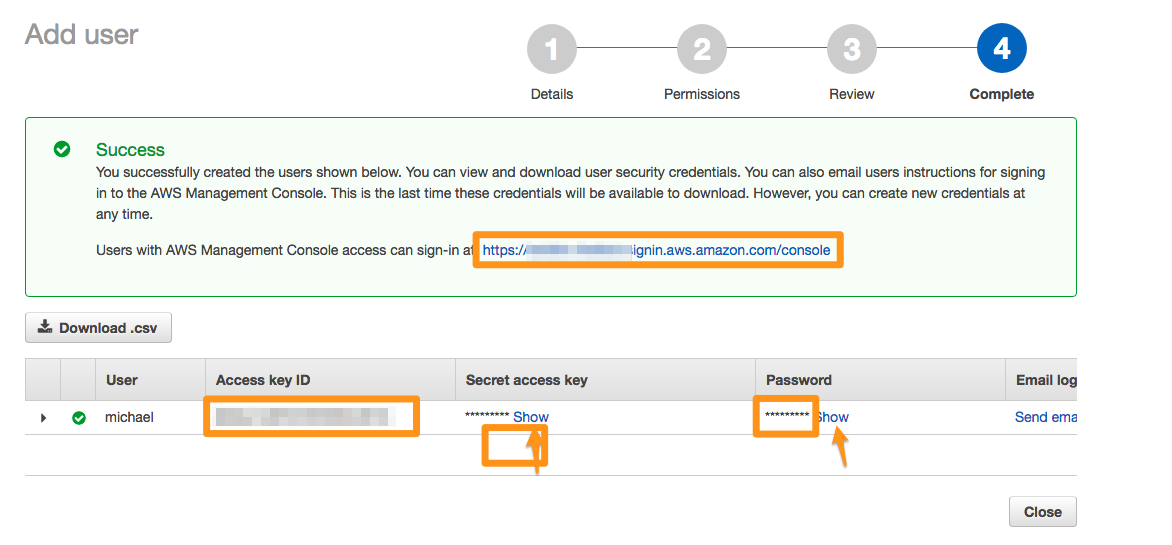 Add user
1
2
3
4
Details
Permissions
Review
Complete
Success
You successfully created the users shown below. You can view and download user security credentials. You can also email users instructions for signing
in to the AWS Management Console. This is the last time these credentials will be available to download. However, you can create new credentials at
any time.
Users with AWS Management Console access can sign-in at https:/ ignin.aws.amazon.com/console
Download .csv
User Access key ID Secret access key Password Email log
michael ********* Show ********* Show Send ema
Close